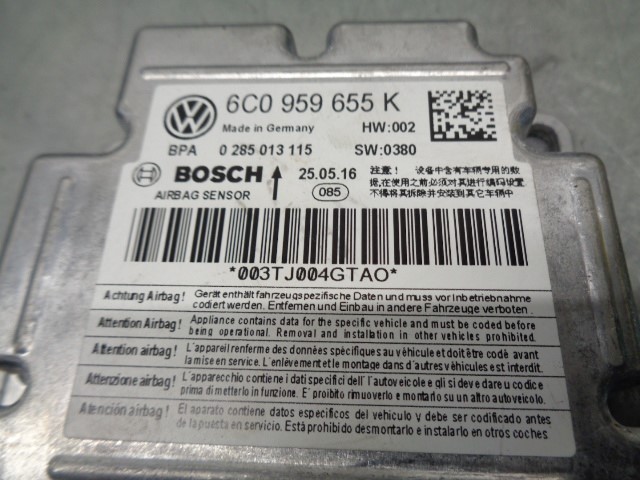 6C0 959 655 K
Made in Germany HW:002
BPA 0 285 013 115 SW:0380
BOSCH 25.05.16
AIRBAG SENSOR 085
注意! 设备中含有车辆专用的数
据,在使用之前必须对其进行编码设置
不得将其拆除并安装到其它车辆中
*003TJ004GTAO*
Achtung Airbag! Gerät enthält fahrzeugspezifische Daten und muss vor Inbetriebnahme
codiert werden. Entfernen und Einbau in andere Fahrzeuge verboten.
Attention Airbag! Appliance contains data for the specific vehicle and must be coded before
being operational. Removal and installation in other vehicles prohibited.
Attention airbag! L'appareil renferme des données spécifiques au véhicule et doit être codé avant
la mise en service. L'enlèvement et le montage dans d'autres véhicules est interdit.
Attenzione airbag! L'apparecchio contiene i dati specifici dell'autoveicolo e gli si deve dare u codice
prima di metterlo in funzione. E' proibito rimuoverlo e montarlo su un altro autoveicolo.
Atención airbag! El aparato contiene datos especificos del vehículo y debe ser codificado antes
de la puesta en servicio. Está prohibido desmontarlo e instalarlo en otros coches